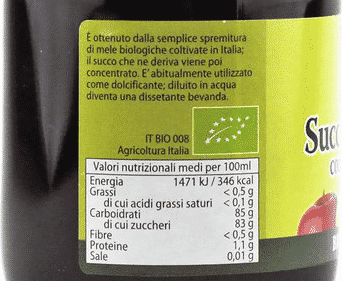 È ottenuto dalla semplice spremitura
di mele biologiche coltivate in Italia;
il succo che ne deriva viene poi
concentrato. E' abitualmente utilizzato
come dolcificante; diluito in acqua
diventa una dissetante bevanda.
IT BIO 008
Agricoltura Italia
Valori nutrizionali medi per 100ml
Energia 1471 kJ / 346 kcal
Grassi < 0,5 g
di cui acidi grassi saturi < 0,1 g
Carboidrati 85 g
di cui zuccheri 83 g
Fibre < 0,5 g
Proteine 1,1 g
Sale 0,01 g
Succ